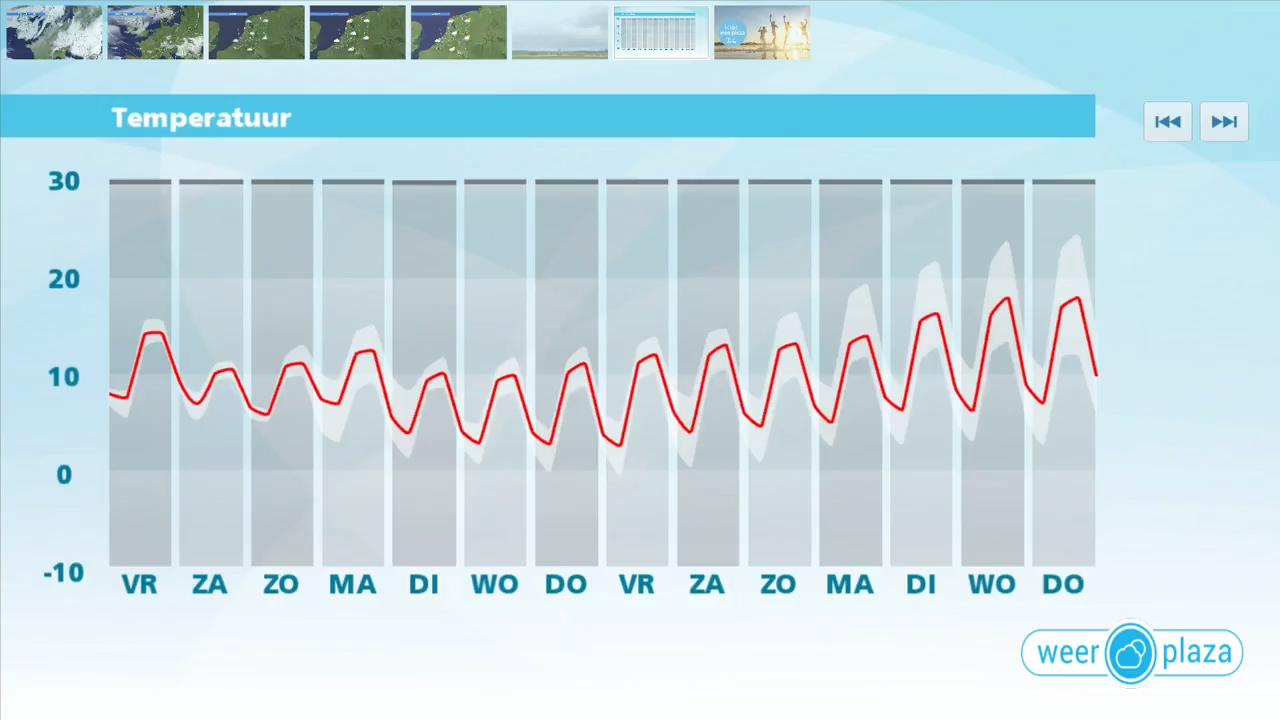 Temperatuur
30
20
10
0
-10
VR ZA ZO MA DI WO DO VR ZA ZO MA DI WO DO
weer plaza